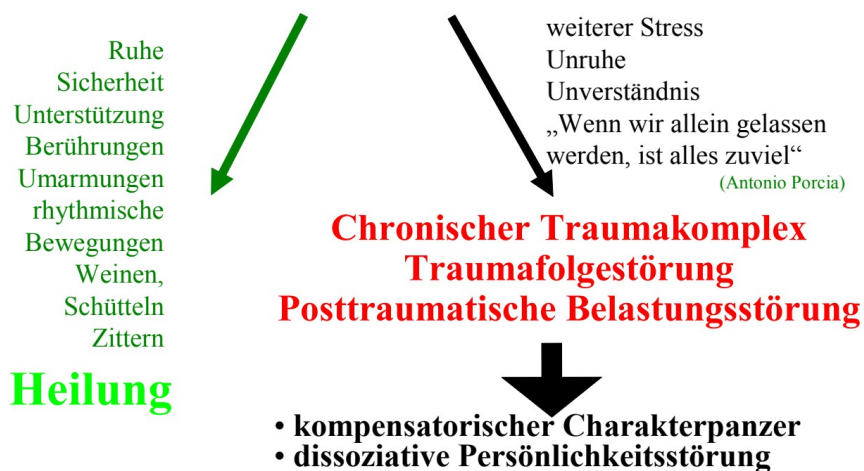 Ruhe
Sicherheit
Unterstützung
Berührungen
Umarmungen
rhythmische
Bewegungen
Weinen,
Schütteln
Zittern
Heilung
weiterer Stress
Unruhe
Unverständnis
„Wenn wir allein gelassen
werden, ist alles zuviel“
(Antonio Porcia)
Chronischer Traumakomplex
Traumafolgestörung
Posttraumatische Belastungsstörung
• kompensatorischer Charakterpanzer
• dissoziative Persönlichkeitsstörung